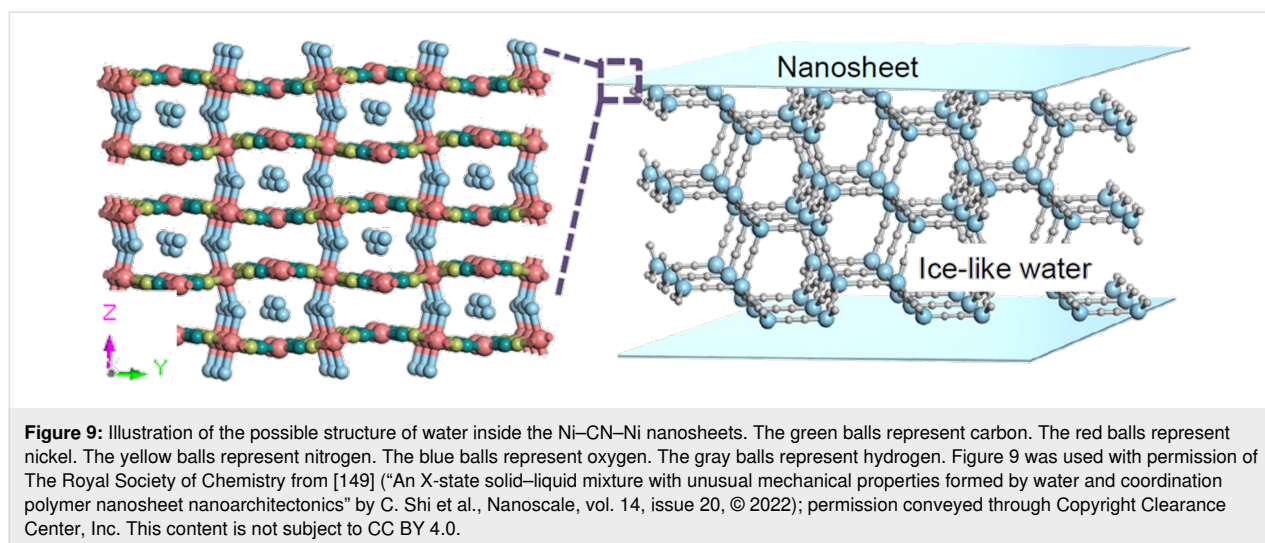 Nanosheet
Ice-like water
Z
Y
Figure 9: Illustration of the possible structure of water inside the Ni–CN–Ni nanosheets. The green balls represent carbon. The red balls represent
nickel. The yellow balls represent nitrogen. The blue balls represent oxygen. The gray balls represent hydrogen. Figure 9 was used with permission of
The Royal Society of Chemistry from [149] (“An X-state solid–liquid mixture with unusual mechanical properties formed by water and coordination
polymer nanosheet nanoarchitectonics” by C. Shi et al., Nanoscale, vol. 14, issue 20, © 2022); permission conveyed through Copyright Clearance
Center, Inc. This content is not subject to CC BY 4.0.